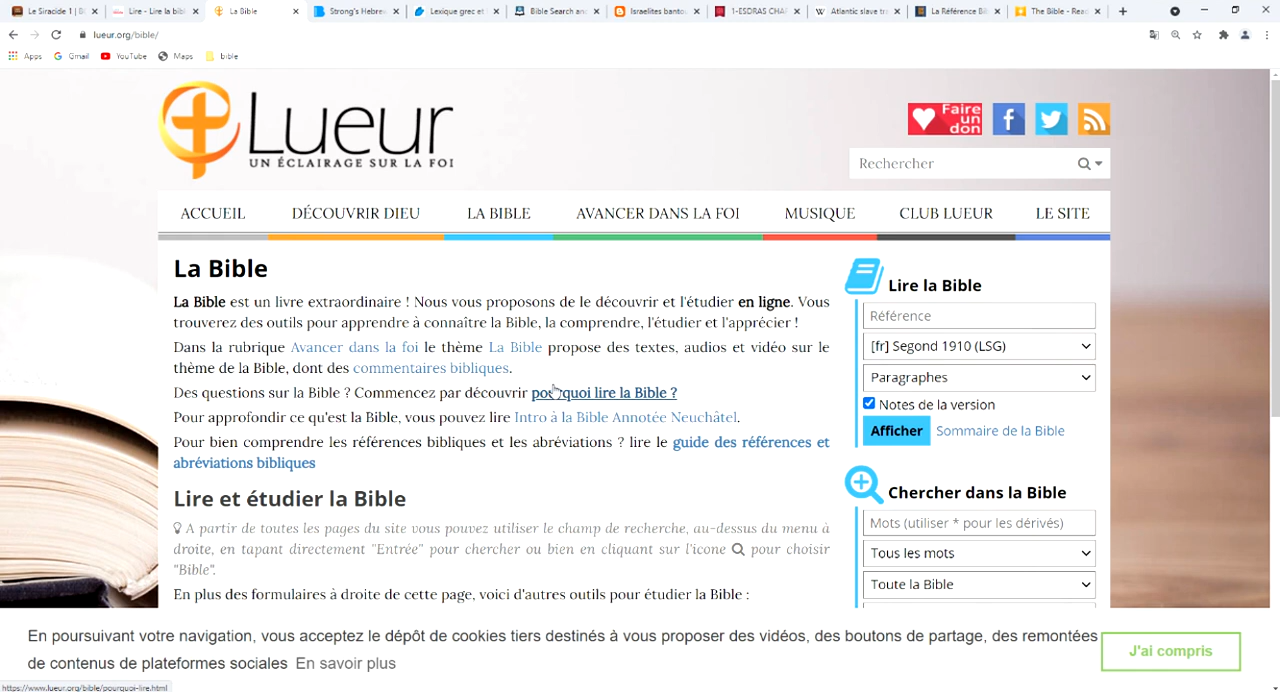 Le Siracide 1 | B
Lire - Lire la bibl
La Bible
Strong's Hebrew
Lexique grec et
Bible Search an
Israelites bantou
1-ESDRAS CHA
Atlantic slave tra
La Référence Bi
The Bible - Read
lueur.org/bible/
Apps Gmail YouTube Maps bible
Lueur
UN ÉCLAIRAGE SUR LA FOI
Faire un don
Rechercher
ACCUEIL DÉCOUVRIR DIEU LA BIBLE AVANCER DANS LA FOI MUSIQUE CLUB LUEUR LE SITE
La Bible
La Bible est un livre extraordinaire ! Nous vous proposons de le découvrir et l'étudier en ligne. Vous
trouverez des outils pour apprendre à connaître la Bible, la comprendre, l'étudier et l'apprécier !
Dans la rubrique Avancer dans la foi le thème La Bible propose des textes, audios et vidéo sur le
thème de la Bible, dont des commentaires bibliques.
Des questions sur la Bible ? Commencez par découvrir pourquoi lire la Bible ?
Pour approfondir ce qu'est la Bible, vous pouvez lire Intro à la Bible Annotée Neuchâtel.
Pour bien comprendre les références bibliques et les abréviations ? lire le guide des références et
abréviations bibliques
Lire et étudier la Bible
A partir de toutes les pages du site vous pouvez utiliser le champ de recherche, au-dessus du menu à
droite, en tapant directement "Entrée" pour chercher ou bien en cliquant sur l'icone pour choisir
"Bible".
En plus des formulaires à droite de cette page, voici d'autres outils pour étudier la Bible :
Lire la Bible
Référence
[fr] Segond 1910 (LSG)
Paragraphes
Notes de la version
Afficher Sommaire de la Bible
Chercher dans la Bible
Mots (utiliser * pour les dérivés)
Tous les mots
Toute la Bible
En poursuivant votre navigation, vous acceptez le dépôt de cookies tiers destinés à vous proposer des vidéos, des boutons de partage, des remontées
de contenus de plateformes sociales En savoir plus
J'ai compris
https://www.lueur.org/bible/pourquoi-lire.html